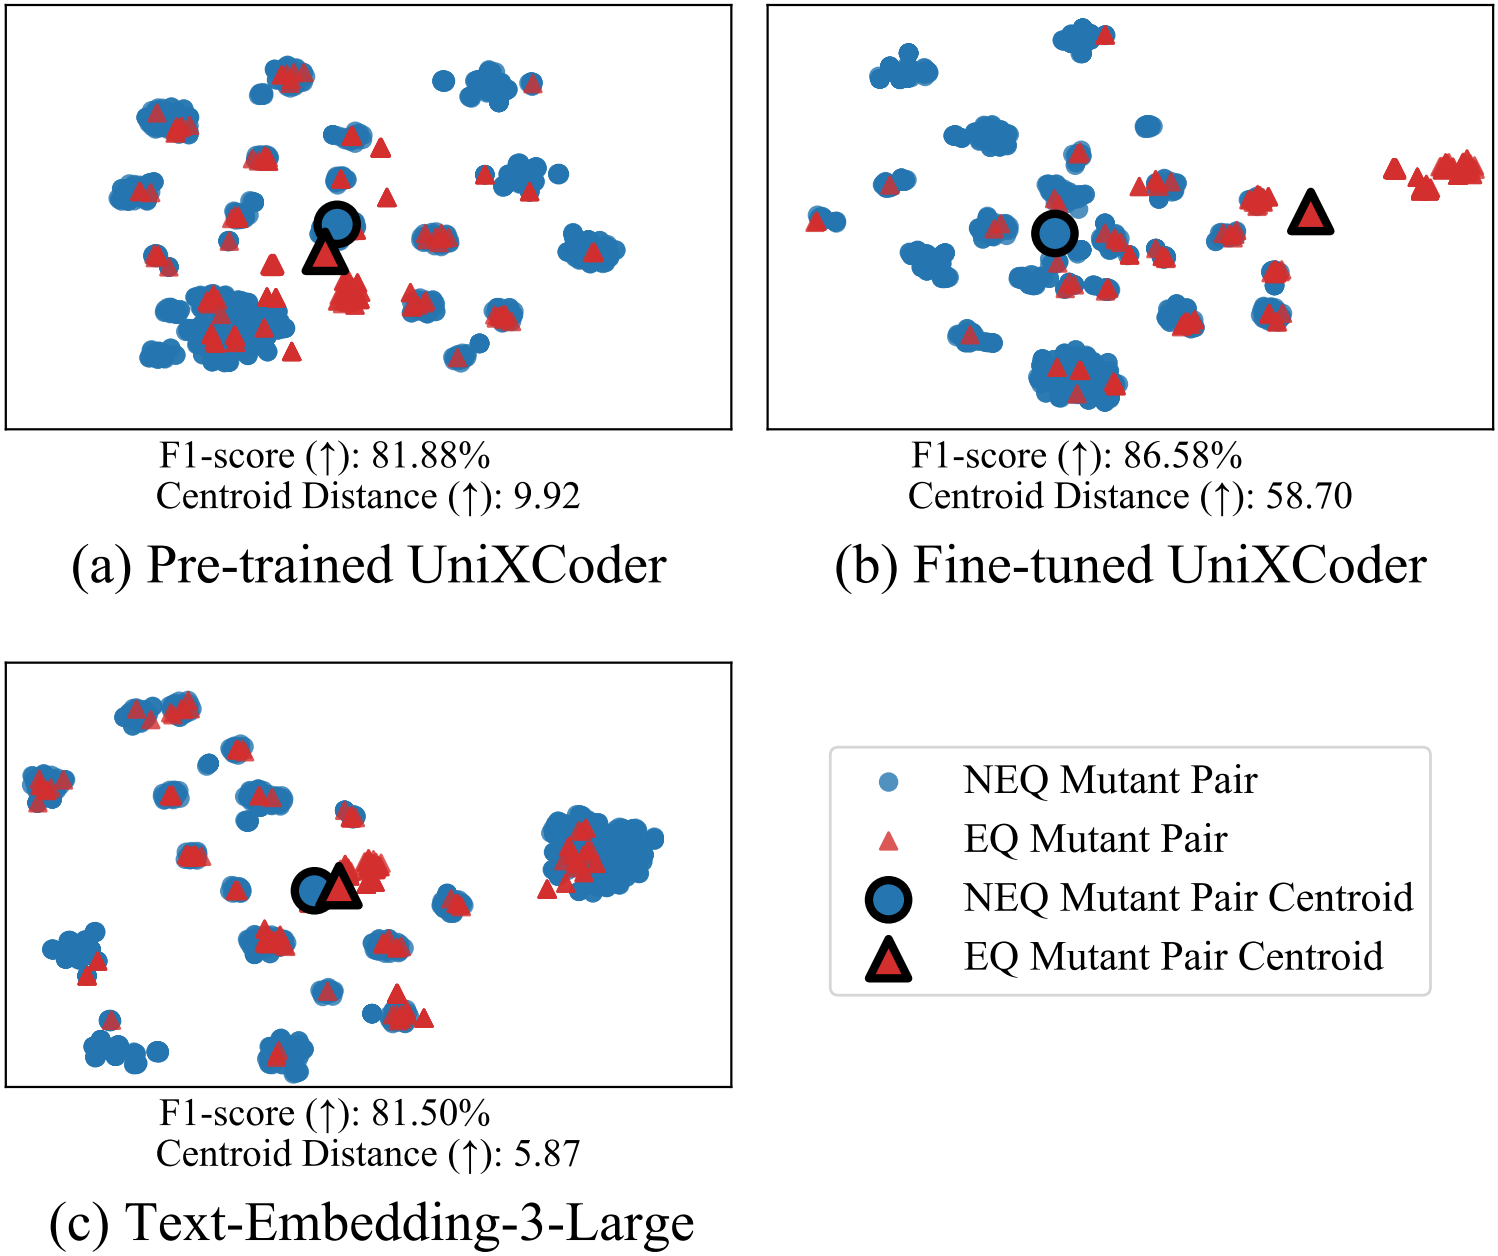 F1-score (↑): 81.88%
Centroid Distance (↑): 9.92
(a) Pre-trained UniXCoder
F1-score (↑): 86.58%
Centroid Distance (↑): 58.70
(b) Fine-tuned UniXCoder
F1-score (↑): 81.50%
Centroid Distance (↑): 5.87
(c) Text-Embedding-3-Large
NEQ Mutant Pair
EQ Mutant Pair
NEQ Mutant Pair Centroid
EQ Mutant Pair Centroid